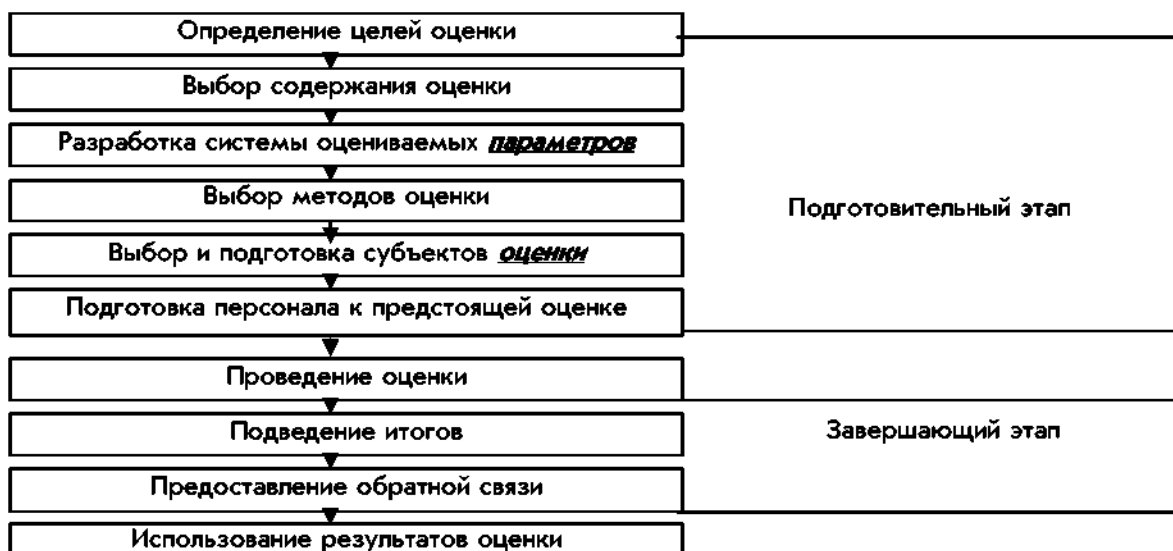 Определение целей оценки
Выбор содержания оценки
Разработка системы оцениваемых параметров
Выбор методов оценки
Подготовительный этап
Выбор и подготовка субъектов оценки
Подготовка персонала к предстоящей оценке
Проведение оценки
Подведение итогов
Завершающий этап
Предоставление обратной связи
Использование результатов оценки